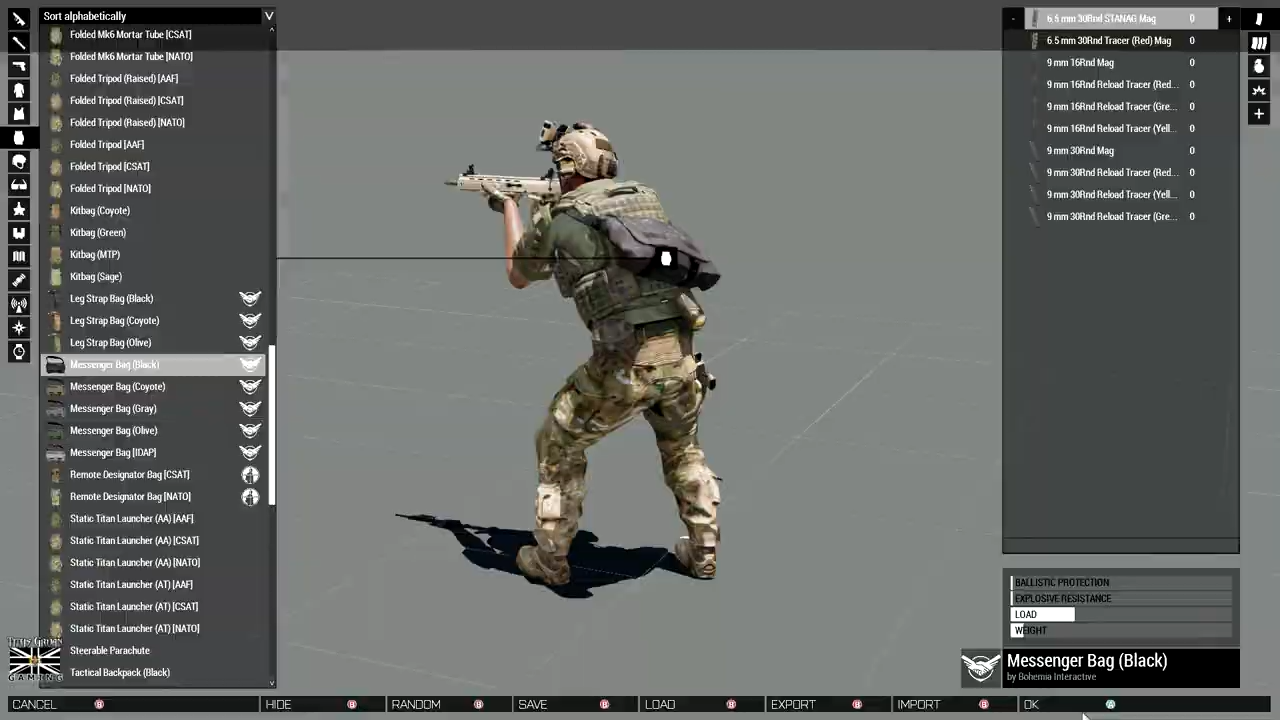 Sort alphabetically
Folded Mk6 Mortar Tube [CSAT]
Folded Mk6 Mortar Tube [NATO]
Folded Tripod (Raised) [AAF]
Folded Tripod (Raised) [CSAT]
Folded Tripod (Raised) [NATO]
Folded Tripod [AAF]
Folded Tripod [CSAT]
Folded Tripod [NATO]
Kitbag (Coyote)
Kitbag (Green)
Kitbag (MTP)
Kitbag (Sage)
Leg Strap Bag (Black)
Leg Strap Bag (Coyote)
Leg Strap Bag (Olive)
Messenger Bag (Black)
Messenger Bag (Coyote)
Messenger Bag (Gray)
Messenger Bag (Olive)
Messenger Bag [IDAP]
Remote Designator Bag [CSAT]
Remote Designator Bag [NATO]
Static Titan Launcher (AA) [AAF]
Static Titan Launcher (AA) [CSAT]
Static Titan Launcher (AA) [NATO]
Static Titan Launcher (AT) [AAF]
Static Titan Launcher (AT) [CSAT]
Static Titan Launcher (AT) [NATO]
Steerable Parachute
Tactical Backpack (Black)
- 6.5 mm 30Rnd STANAG Mag 0 +
6.5 mm 30Rnd Tracer (Red) Mag 0
9 mm 16Rnd Mag 0
9 mm 16Rnd Reload Tracer (Red... 0
9 mm 16Rnd Reload Tracer (Gre... 0
9 mm 16Rnd Reload Tracer (Yell... 0
9 mm 30Rnd Mag 0
9 mm 30Rnd Reload Tracer (Red... 0
9 mm 30Rnd Reload Tracer (Yell... 0
9 mm 30Rnd Reload Tracer (Gre... 0
BALLISTIC PROTECTION
EXPLOSIVE RESISTANCE
LOAD
WEIGHT
Messenger Bag (Black)
by Bohemia Interactive
GAMING
CANCEL B HIDE B RANDOM B SAVE B LOAD B EXPORT B IMPORT B OK A